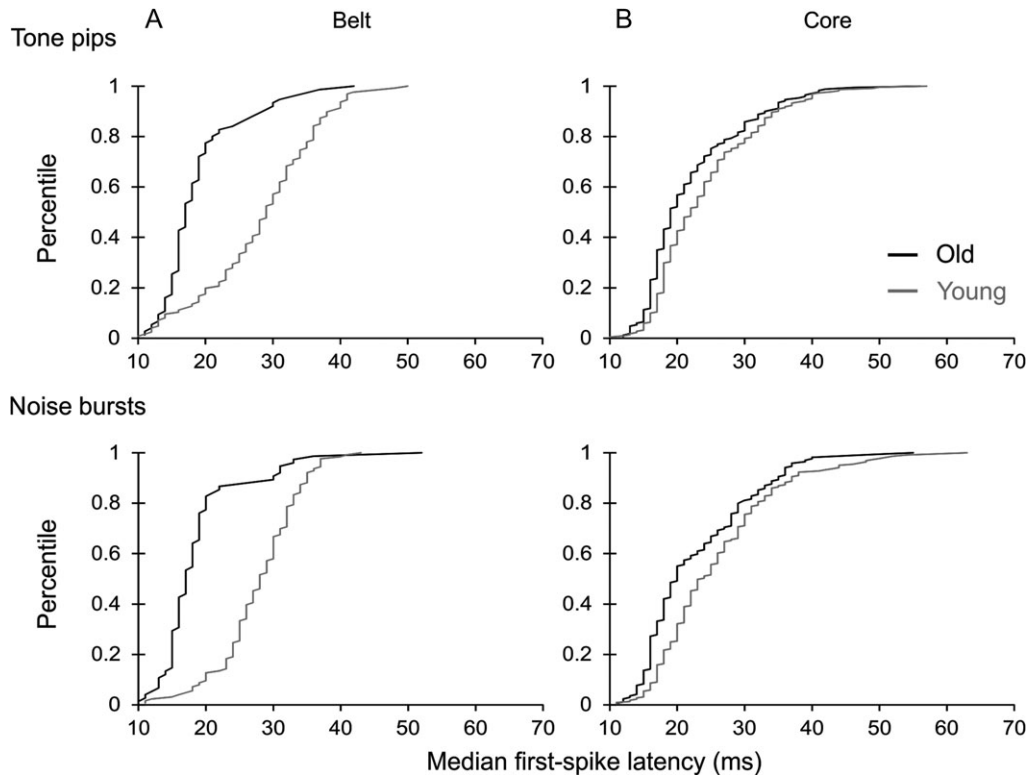 A Belt B Core
Tone pips
1 1
0.8 0.8
0.6 0.6
Percentile
0.4 0.4
Old
0.2 0.2
Young
0 0
10 20 30 40 50 60 70 10 20 30 40 50 60 70
Noise bursts
1 1
0.8 0.8
0.6 0.6
Percentile
0.4 0.4
0.2 0.2
0 0
10 20 30 40 50 60 70 10 20 30 40 50 60 70
Median first-spike latency (ms)